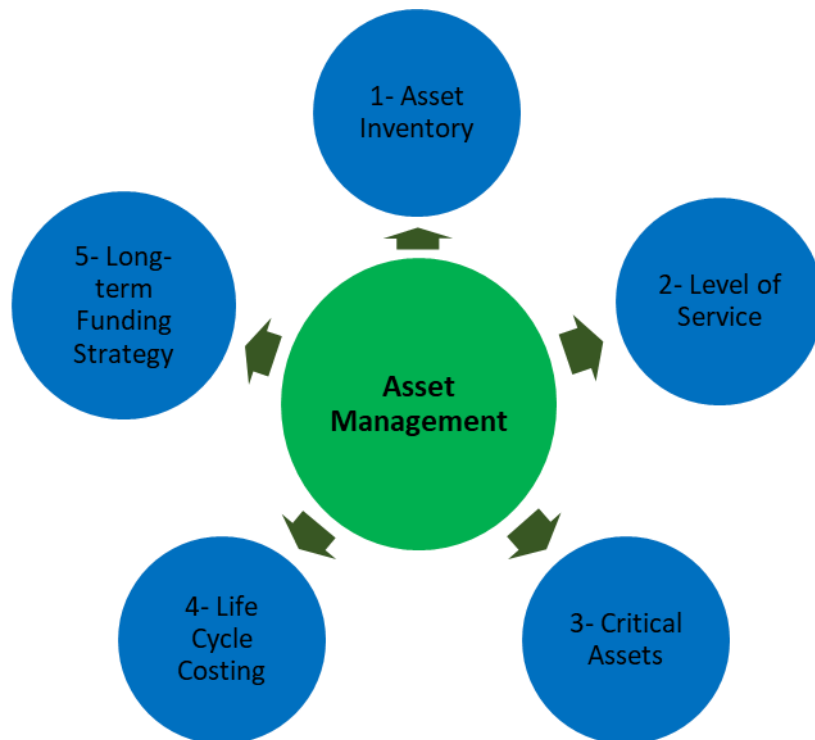 1- Asset
Inventory
2- Level of
Service
3- Critical
Assets
4- Life
Cycle
Costing
5- Long-
term
Funding
Strategy
Asset
Management